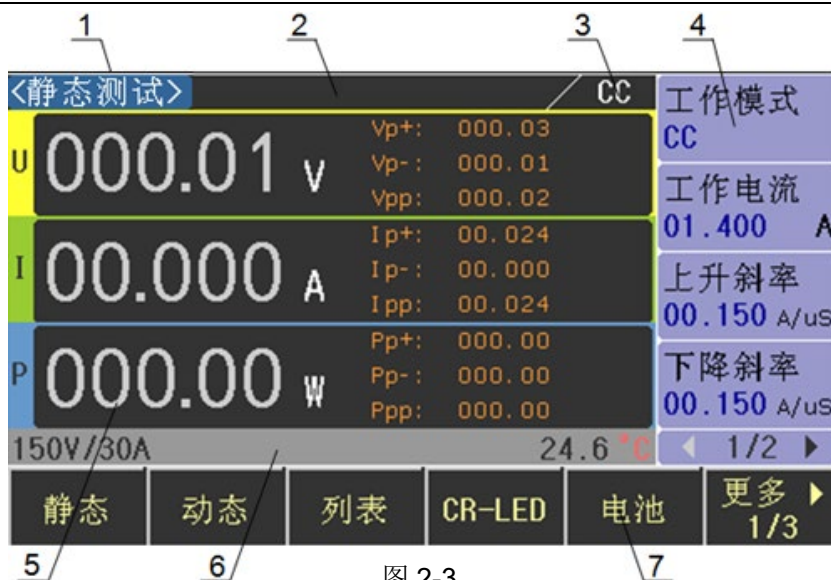 1 2 3 4
<静态测试> CC
U 000.01 V
Vp+: 000.03
Vp-: 000.01
Vpp: 000.02
I 00.000 A
Ip+: 00.024
Ip-: 00.000
Ipp: 00.024
P 000.00 W
Pp+: 000.00
Pp-: 000.00
Ppp: 000.00
150V/30A 24.6 °C
工作模式
CC
工作电流
01.400 A
上升斜率
00.150 A/uS
下降斜率
00.150 A/uS
◀ 1/2 ▶
静态 动态 列表 CR-LED 电池 更多 ▶
1/3
5 6 7
图 2-3